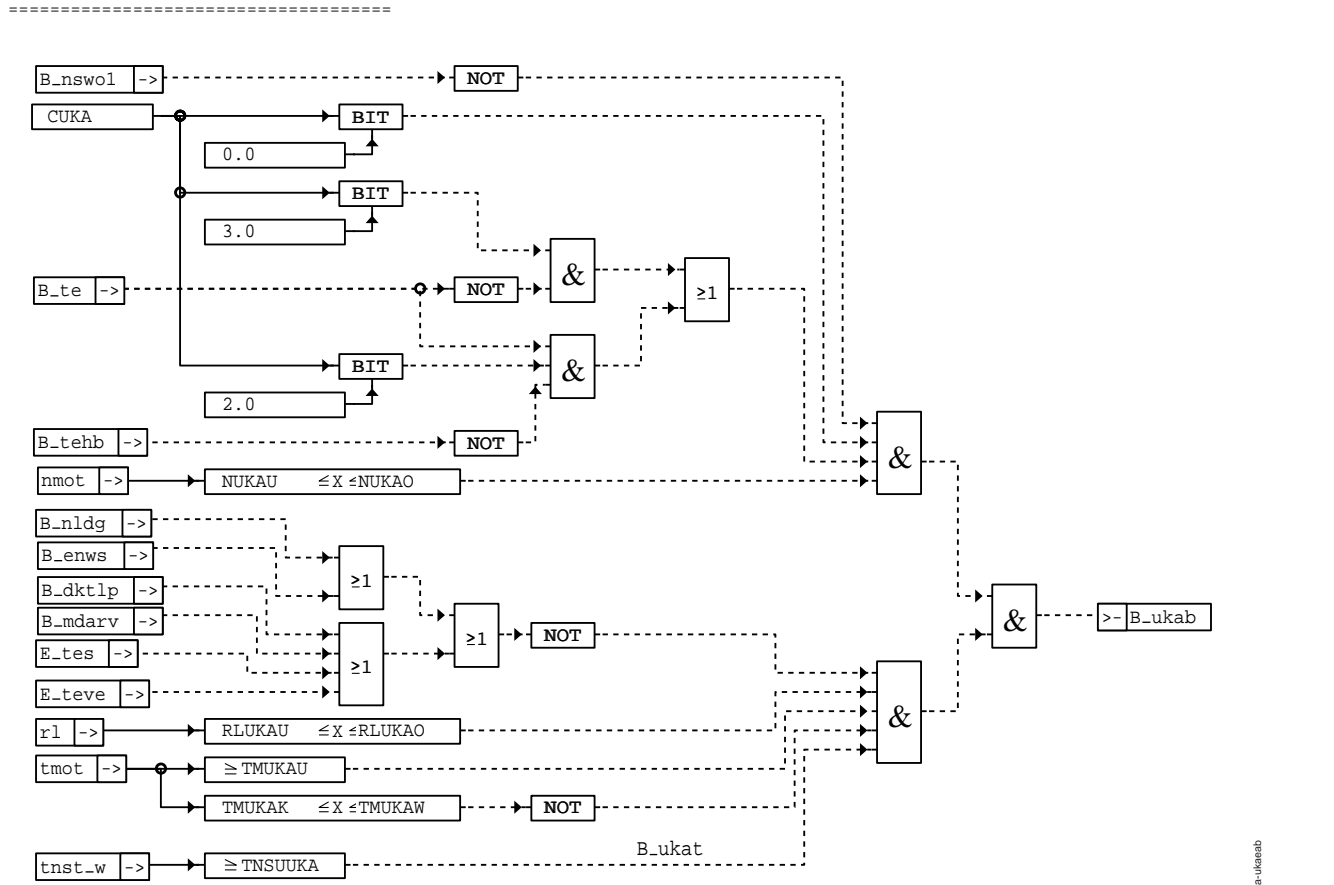 =====================================
B_nswo1 -> NOT
CUKA BIT
0.0
BIT
3.0
&
B_te -> NOT
≥1
BIT
&
2.0
B_tehb -> NOT
&
nmot -> NUKAU ≤X ≤NUKAO
B_nldg ->
B_enws ->
≥1
B_dktlp ->
B_mdarv ->
≥1 NOT
& >- B_ukab
E_tes ->
≥1
E_teve ->
&
rl -> RLUKAU ≤X ≤RLUKAO
tmot -> ≥TMUKAU
TMUKAK ≤X ≤TMUKAW NOT
B_ukat
tnst_w -> ≥TNSUUKA
a-ukaeab